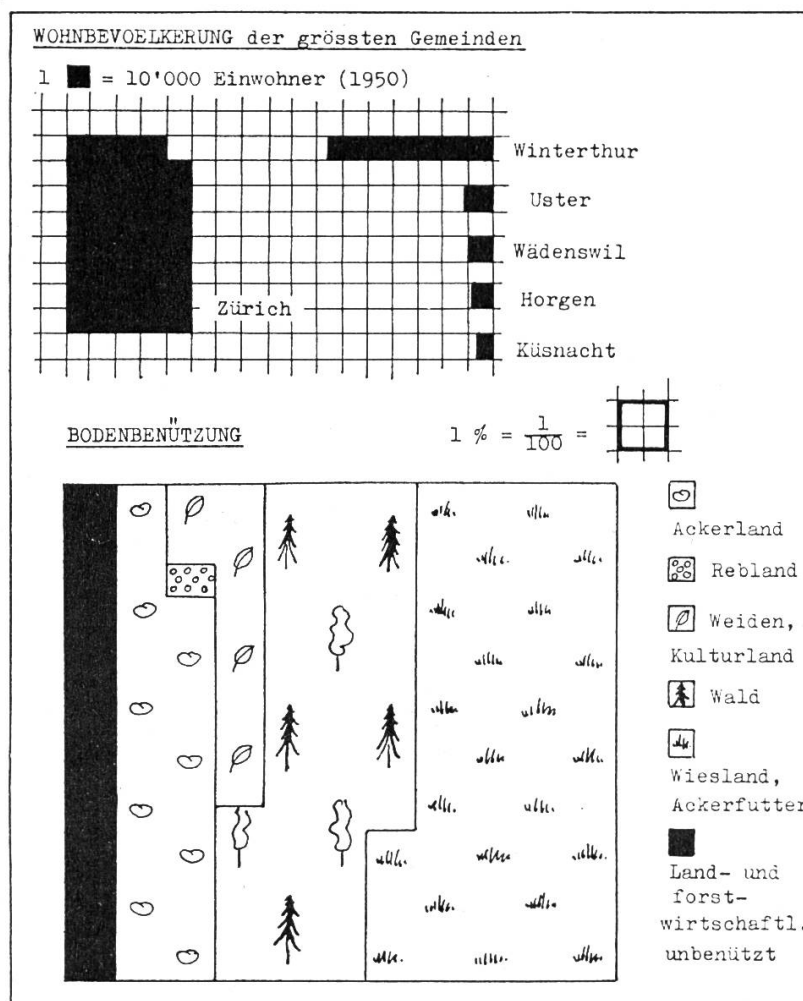 WOHNBEVOELKERUNG der grössten Gemeinden
1 = 10'000 Einwohner (1950)
Winterthur
Uster
Wädenswil
Horgen
Zürich
Küsnacht
BODENBENÜTZUNG
1 % = 1/100 =
Ackerland
Rebland
Weiden,
Kulturland
Wald
Wiesland,
Ackerfutter
Land- und
forst-
wirtschaftl.
unbenützt